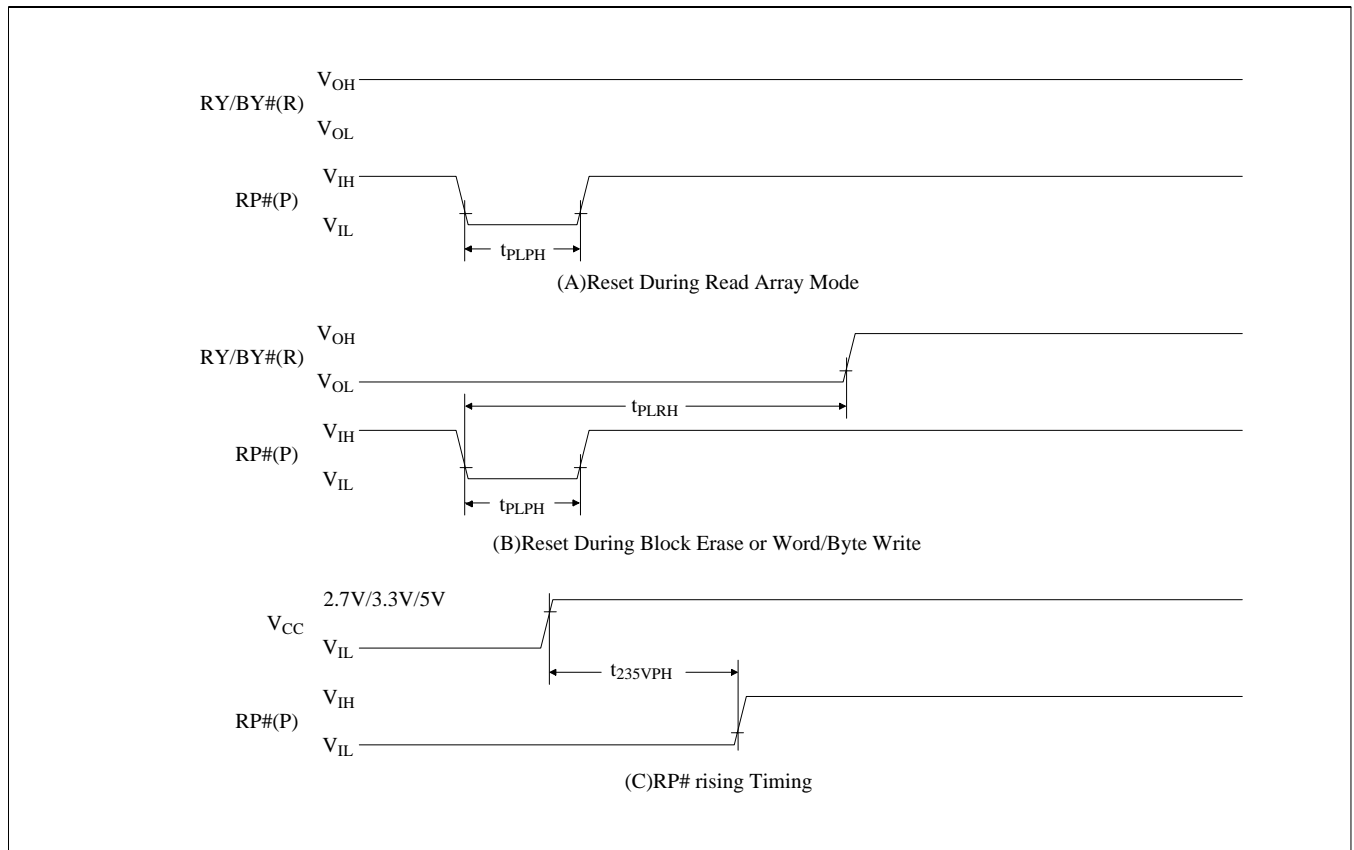 V_OH
RY/BY#(R)
V_OL
V_IH
RP#(P)
V_IL
t_PLPH
(A)Reset During Read Array Mode
V_OH
RY/BY#(R)
V_OL
t_PLRH
V_IH
RP#(P)
V_IL
t_PLPH
(B)Reset During Block Erase or Word/Byte Write
2.7V/3.3V/5V
V_CC
V_IL
t_235VPH
V_IH
RP#(P)
V_IL
(C)RP# rising Timing